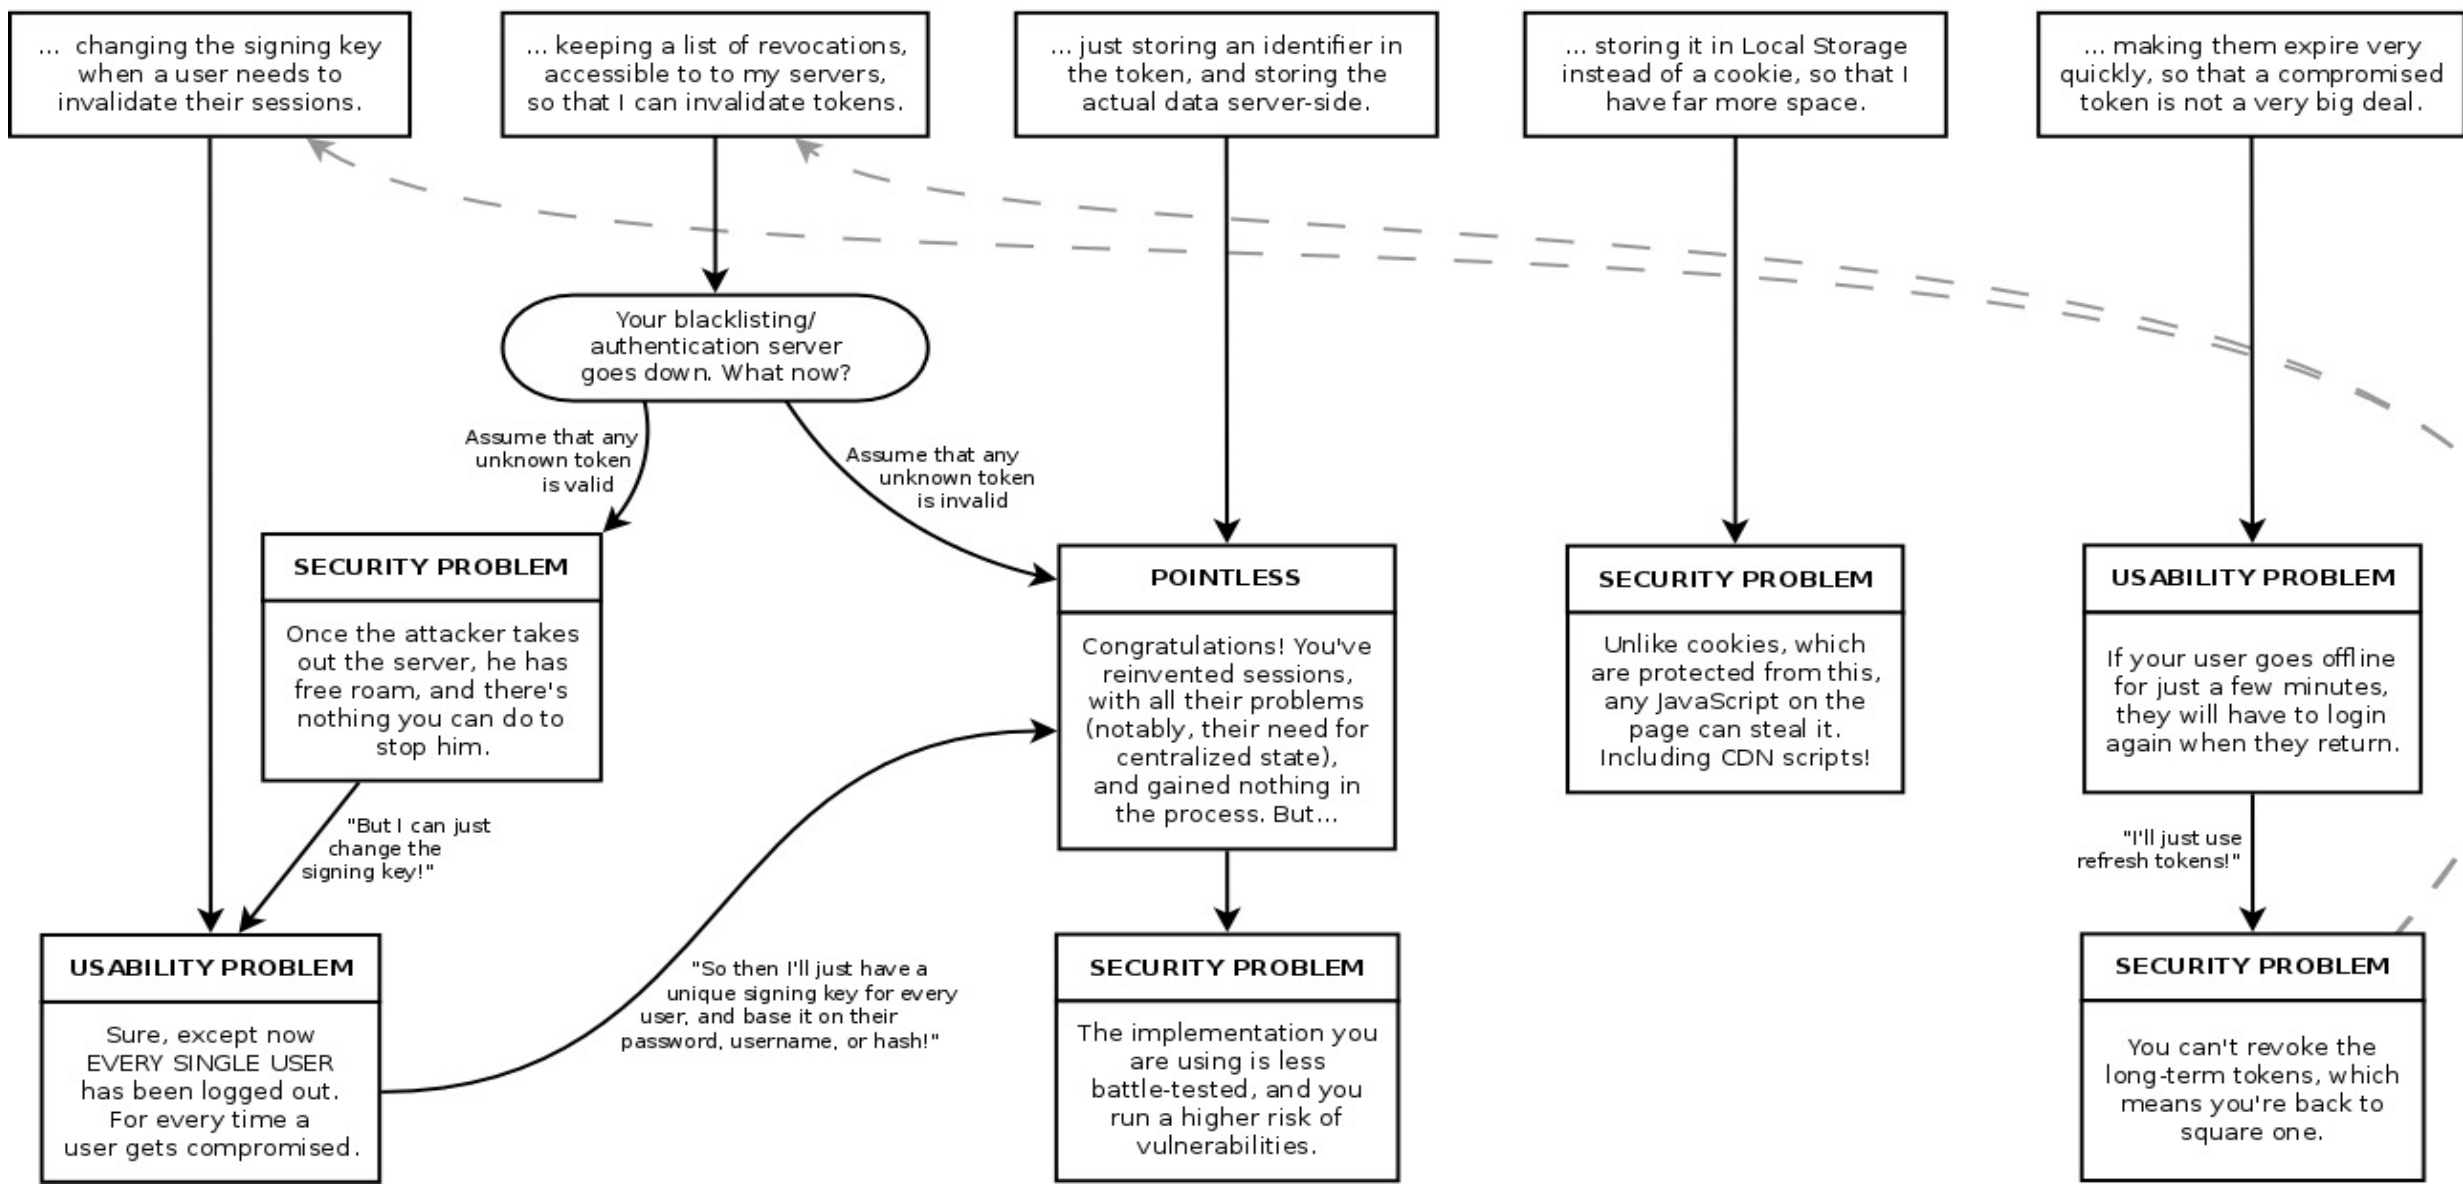 ... changing the signing key
when a user needs to
invalidate their sessions.
... keeping a list of revocations,
accessible to to my servers,
so that I can invalidate tokens.
... just storing an identifier in
the token, and storing the
actual data server-side.
... storing it in Local Storage
instead of a cookie, so that I
have far more space.
... making them expire very
quickly, so that a compromised
token is not a very big deal.
Your blacklisting/
authentication server
goes down. What now?
Assume that any
unknown token
is valid
Assume that any
unknown token
is invalid
SECURITY PROBLEM
Once the attacker takes
out the server, he has
free roam, and there's
nothing you can do to
stop him.
POINTLESS
Congratulations! You've
reinvented sessions,
with all their problems
(notably, their need for
centralized state),
and gained nothing in
the process. But...
SECURITY PROBLEM
Unlike cookies, which
are protected from this,
any JavaScript on the
page can steal it.
Including CDN scripts!
USABILITY PROBLEM
If your user goes offline
for just a few minutes,
they will have to login
again when they return.
"But I can just
change the
signing key!"
"I'll just use
refresh tokens!"
USABILITY PROBLEM
Sure, except now
EVERY SINGLE USER
has been logged out.
For every time a
user gets compromised.
"So then I'll just have a
unique signing key for every
user, and base it on their
password, username, or hash!"
SECURITY PROBLEM
The implementation you
are using is less
battle-tested, and you
run a higher risk of
vulnerabilities.
SECURITY PROBLEM
You can't revoke the
long-term tokens, which
means you're back to
square one.